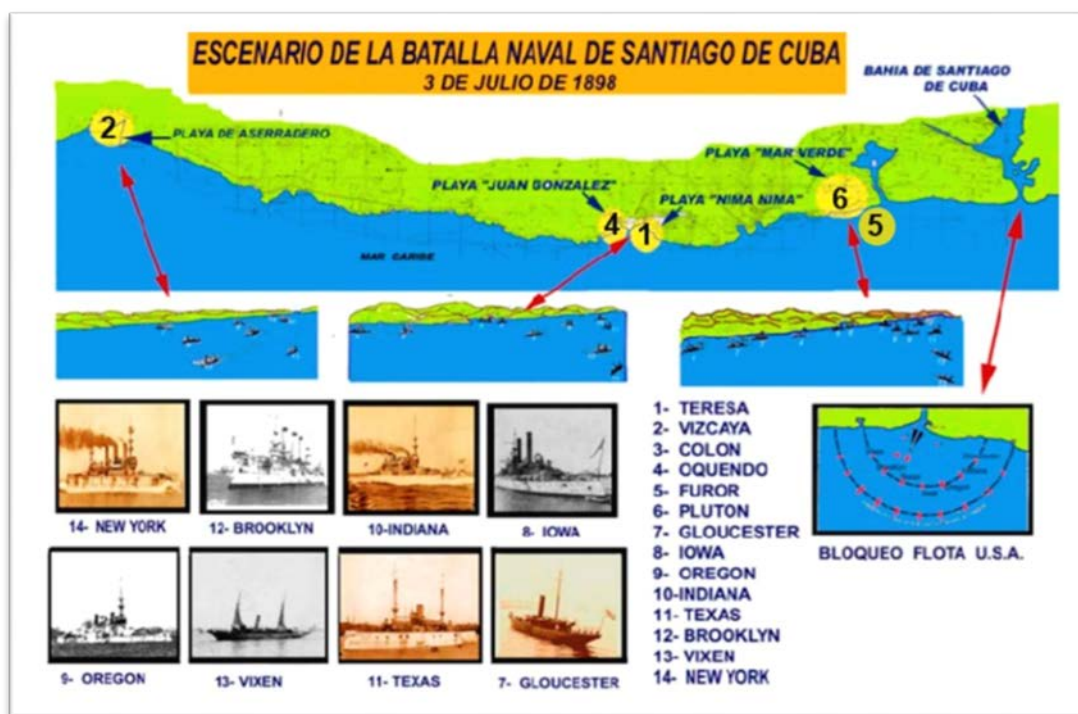 ESCENARIO DE LA BATALLA NAVAL DE SANTIAGO DE CUBA
3 DE JULIO DE 1898
BAHIA DE SANTIAGO
DE CUBA
2
PLAYA DE ASERRADERO
PLAYA "MAR VERDE"
PLAYA "JUAN GONZALEZ"
PLAYA "NIMA NIMA"
6
4
1
5
MAR CARIBE
1- TERESA
2- VIZCAYA
3- COLON
4- OQUENDO
5- FUROR
6- PLUTON
7- GLOUCESTER
8- IOWA
9- OREGON
10-INDIANA
11- TEXAS
12- BROOKLYN
13- VIXEN
14- NEW YORK
14- NEW YORK
12- BROOKLYN
10-INDIANA
8- IOWA
BLOQUEO FLOTA U.S.A.
9- OREGON
13- VIXEN
11- TEXAS
7- GLOUCESTER